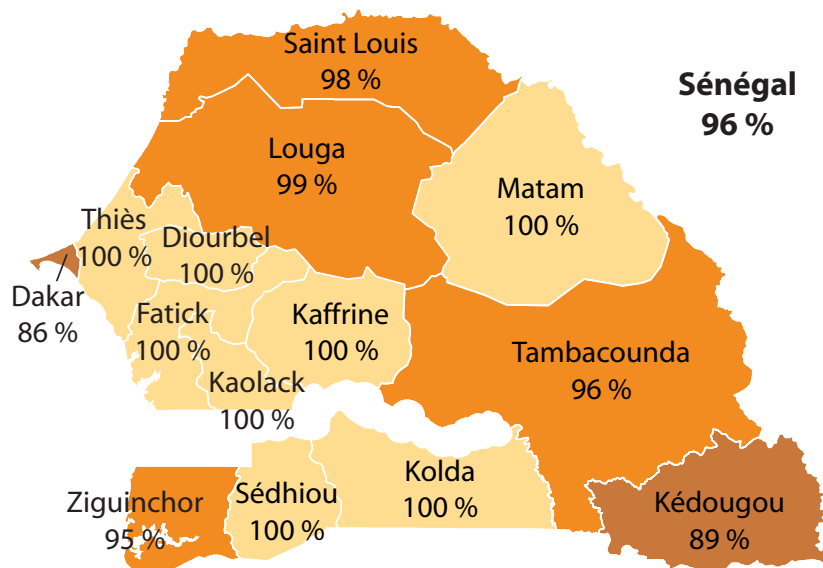 Saint Louis
98 %
Sénégal
96 %
Louga
99 %
Matam
100 %
Thiès
100 %
Diourbel
100 %
Dakar
86 %
Fatick
100 %
Kaffrine
100 %
Tambacounda
96 %
Kaolack
100 %
Ziguinchor
95 %
Sédhiou
100 %
Kolda
100 %
Kédougou
89 %